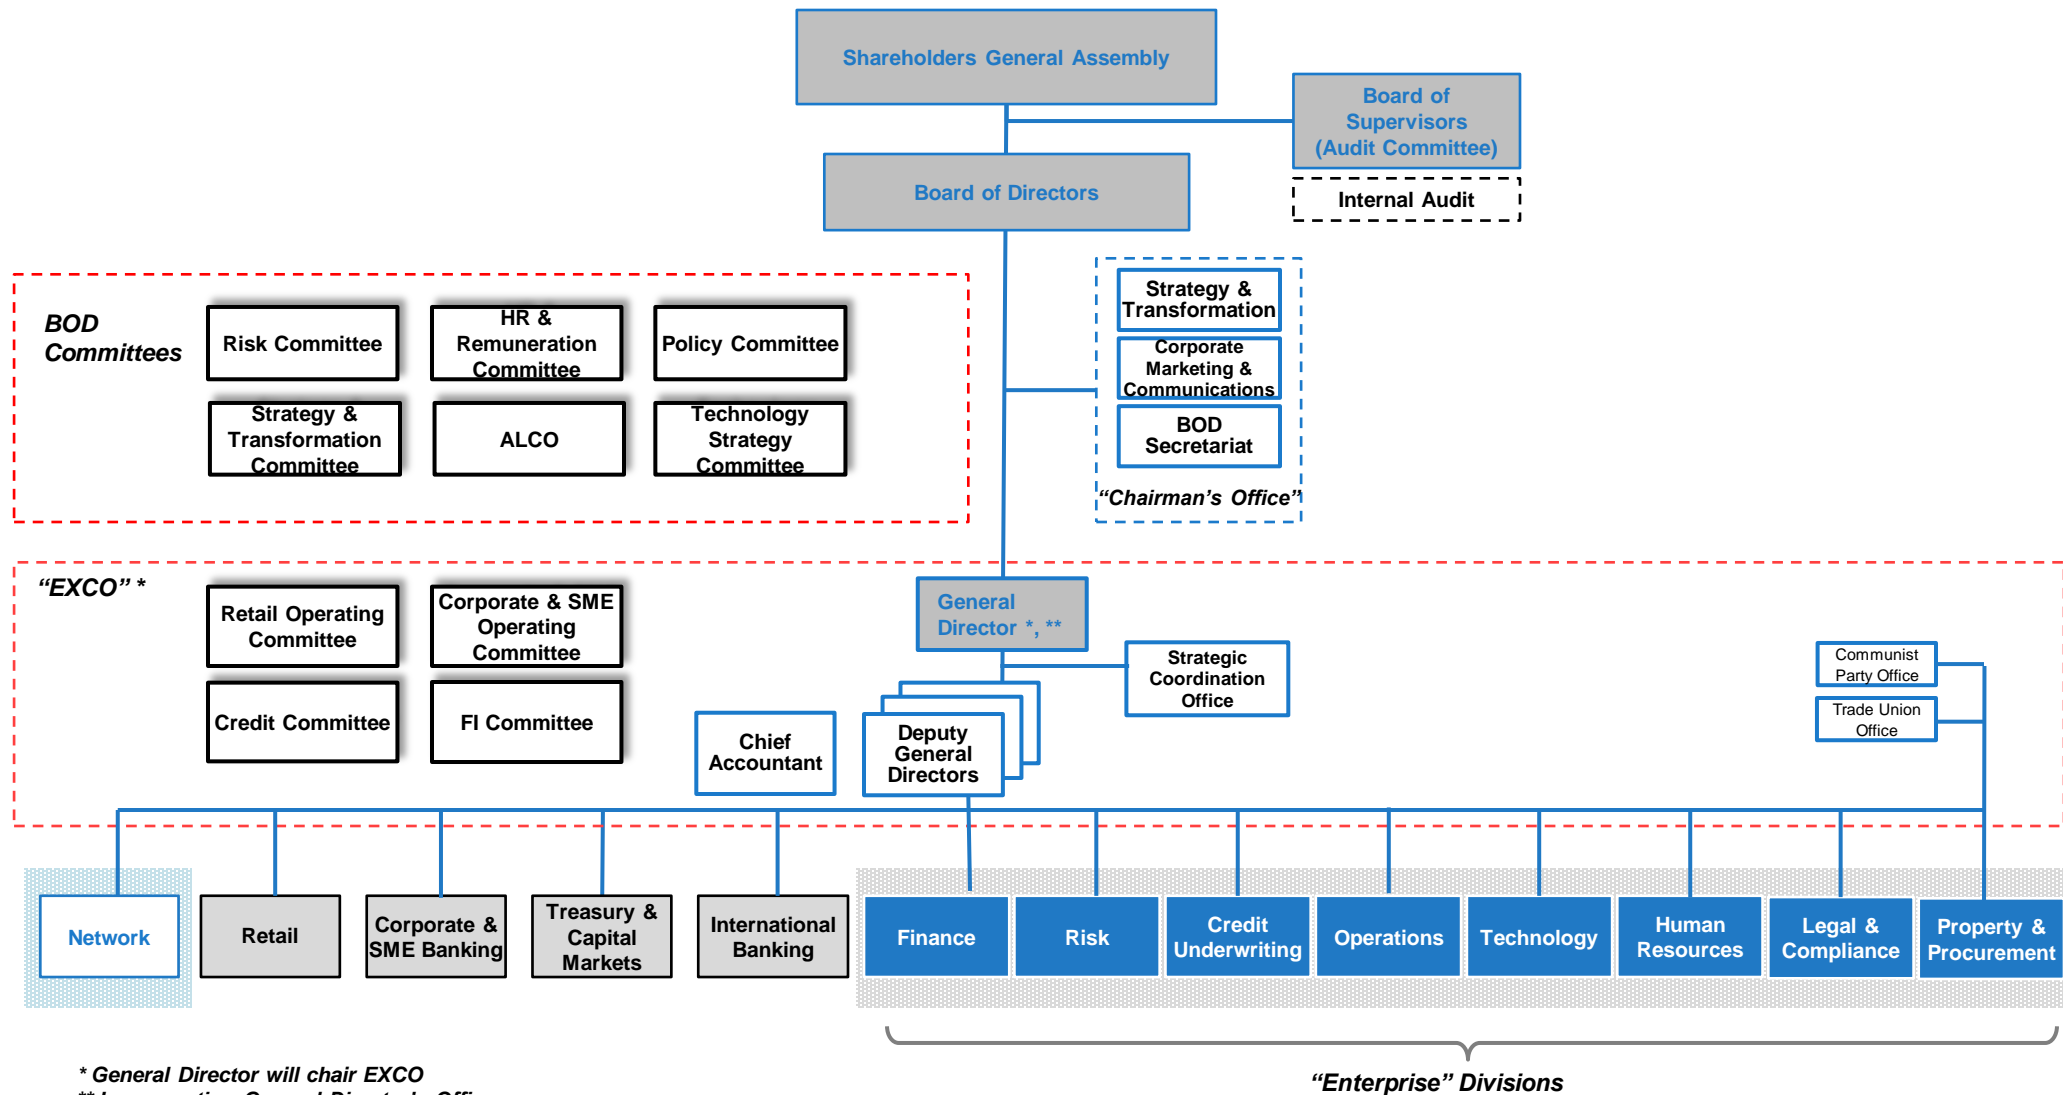 Shareholders General Assembly
Board of
Supervisors
(Audit Committee)
Board of Directors
Internal Audit
BOD
Committees
Risk Committee
HR &
Remuneration
Committee
Policy Committee
Strategy &
Transformation
Committee
ALCO
Technology
Strategy
Committee
Strategy &
Transformation
Corporate
Marketing &
Communications
BOD
Secretariat
“Chairman’s Office”
“EXCO” *
Retail Operating
Committee
Corporate & SME
Operating
Committee
Credit Committee
FI Committee
General
Director *, **
Strategic
Coordination
Office
Communist
Party Office
Trade Union
Office
Chief
Accountant
Deputy
General
Directors
Network
Retail
Corporate &
SME Banking
Treasury &
Capital
Markets
International
Banking
Finance
Risk
Credit
Underwriting
Operations
Technology
Human
Resources
Legal &
Compliance
Property &
Procurement
“Enterprise” Divisions
* General Director will chair EXCO